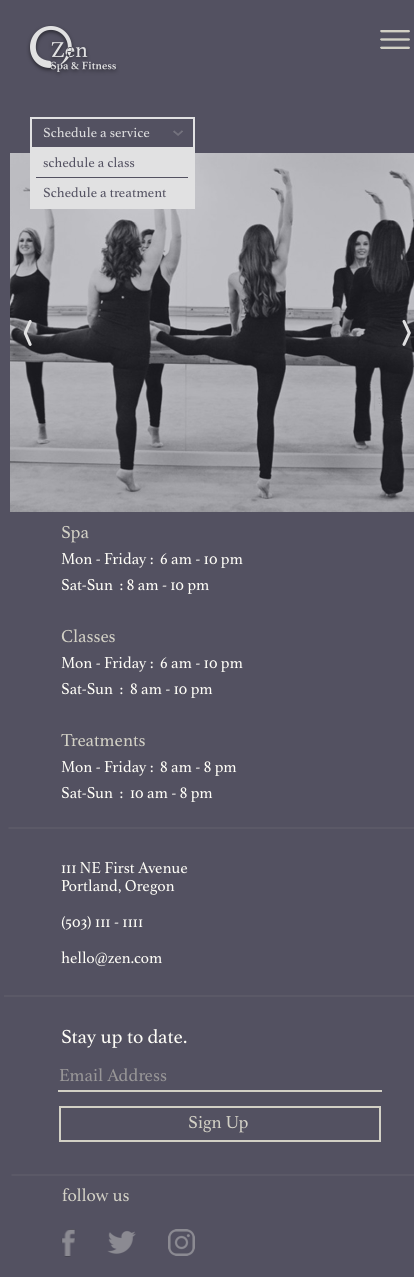 Zen
Spa & Fitness
Schedule a service
schedule a class
Schedule a treatment
Spa
Mon - Friday : 6 am - 10 pm
Sat-Sun : 8 am - 10 pm
Classes
Mon - Friday : 6 am - 10 pm
Sat-Sun : 8 am - 10 pm
Treatments
Mon - Friday : 8 am - 8 pm
Sat-Sun : 10 am - 8 pm
111 NE First Avenue
Portland, Oregon
(503) 111 - 1111
hello@zen.com
Stay up to date.
Email Address
Sign Up
follow us